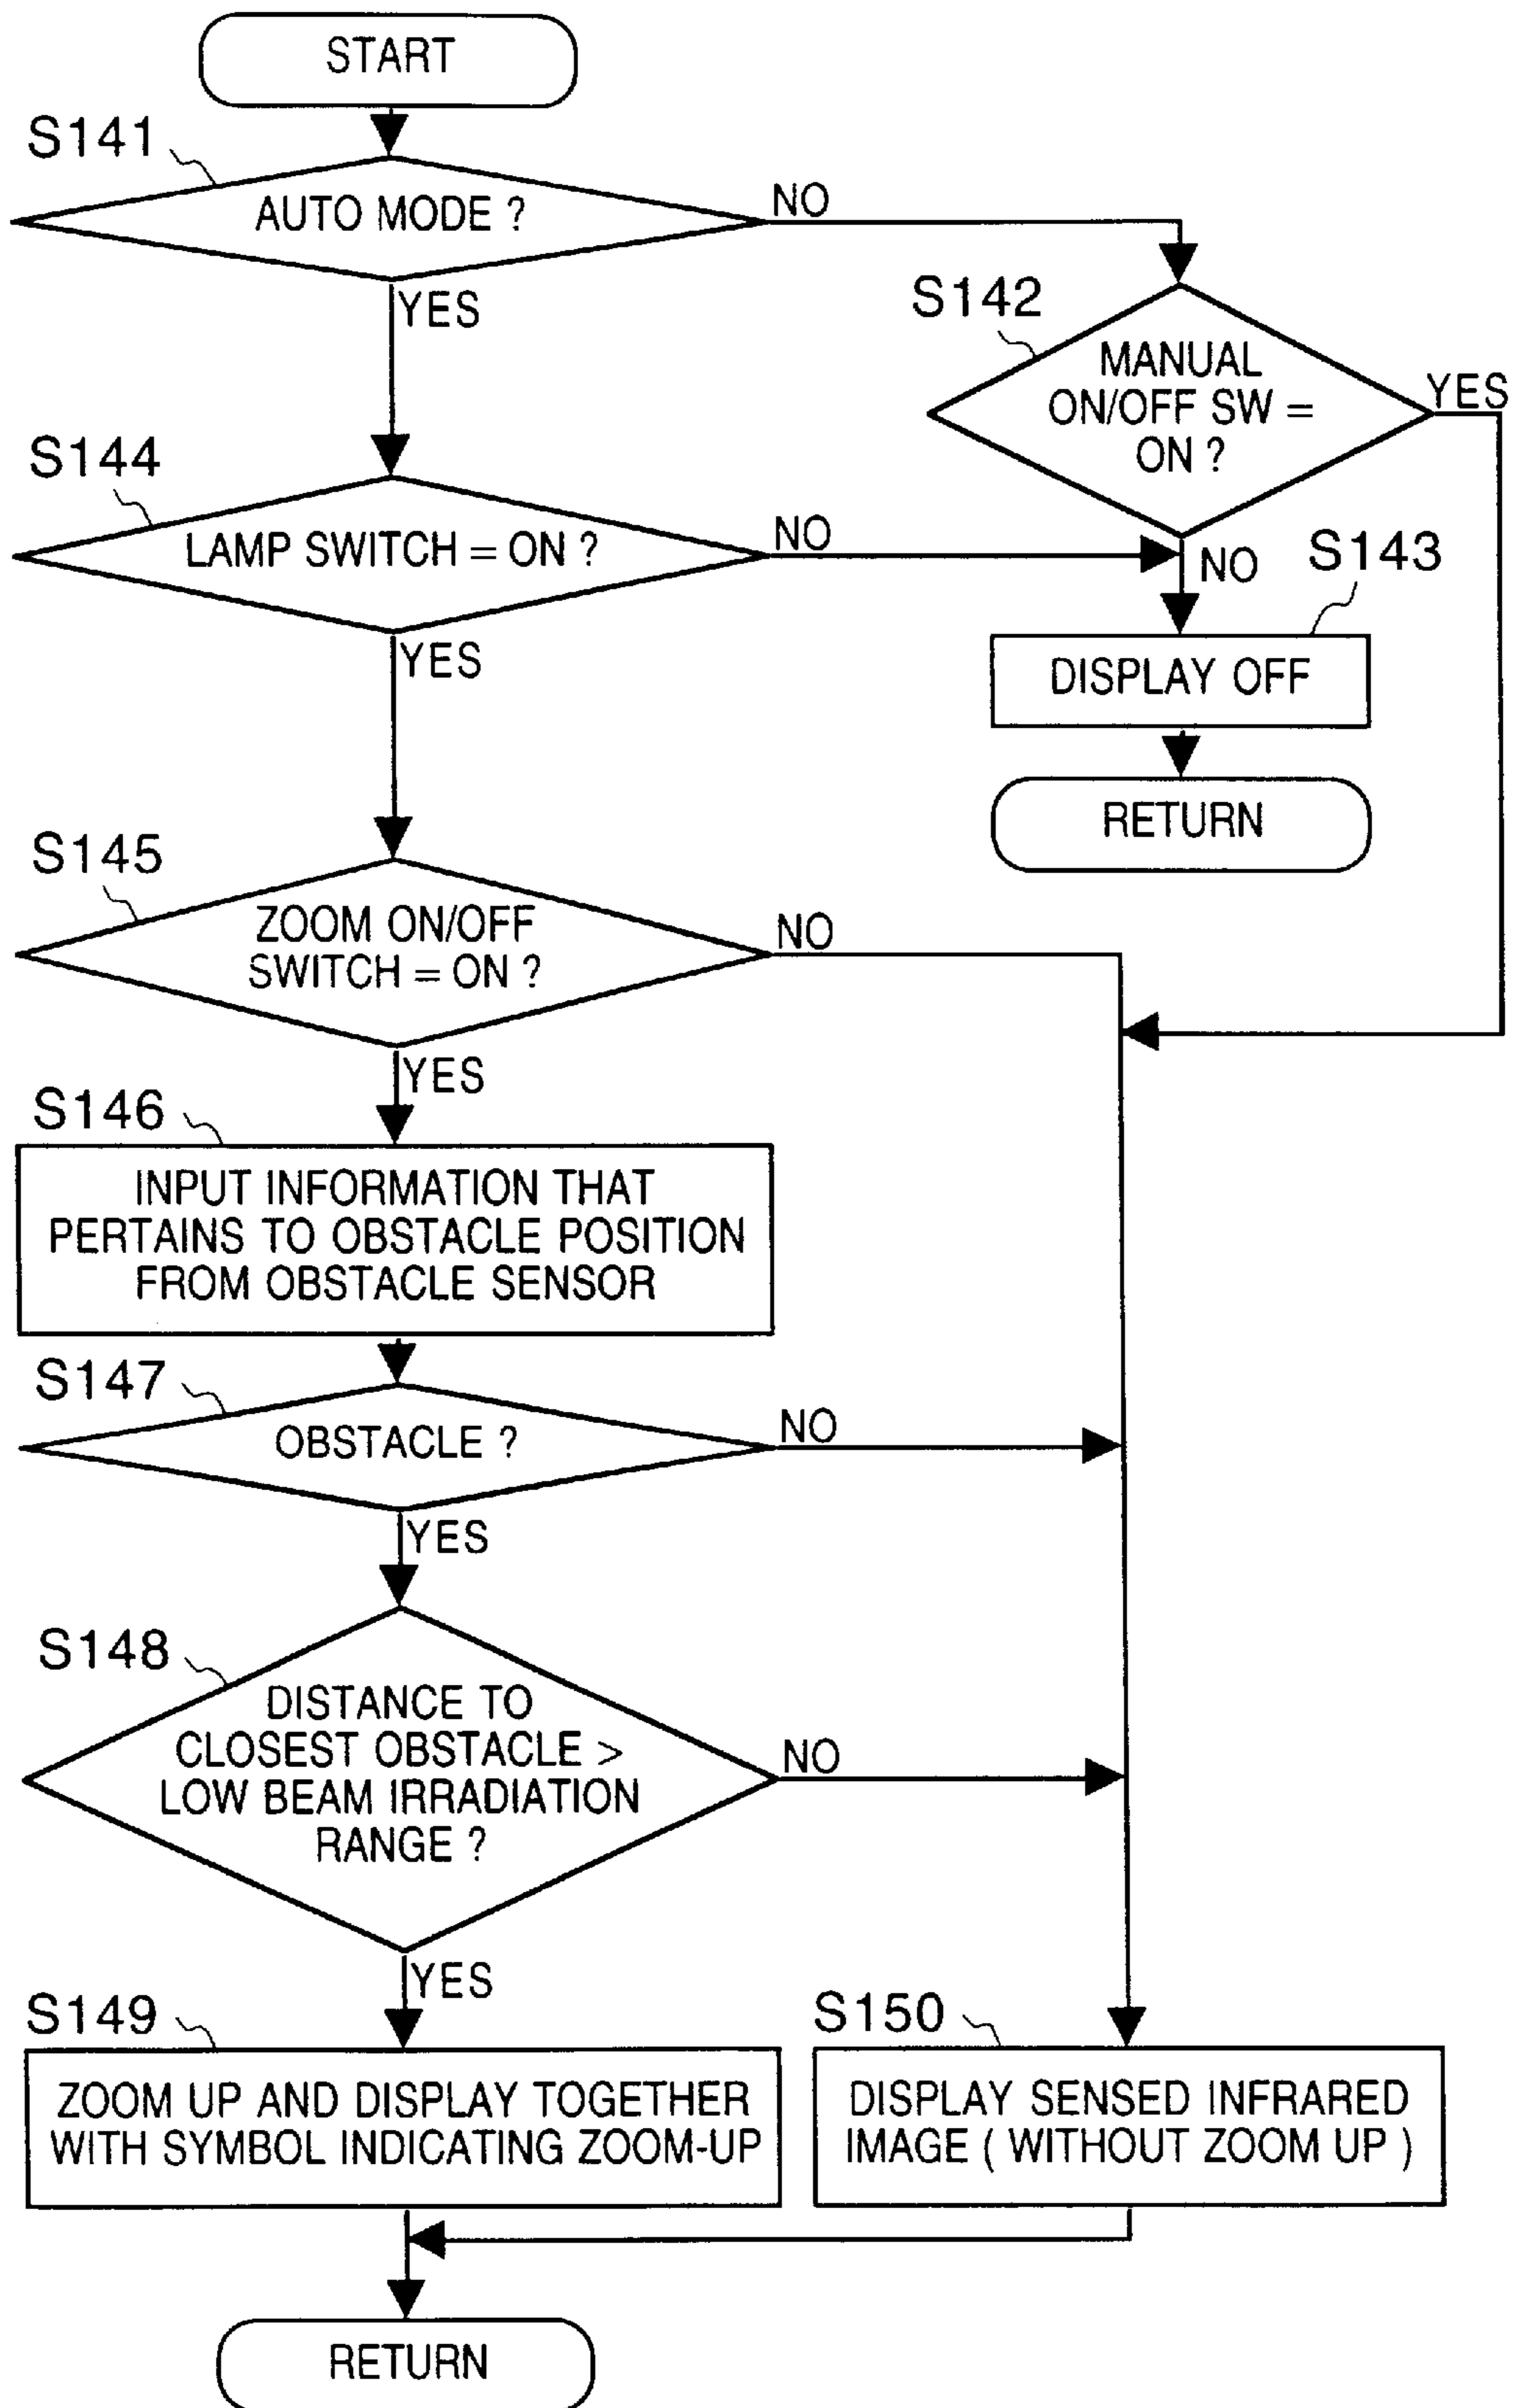 START
S141
AUTO MODE ?
NO
YES
S142
MANUAL
ON/OFF SW =
ON ?
YES
S144
LAMP SWITCH = ON ?
NO
NO
S143
YES
DISPLAY OFF
RETURN
S145
ZOOM ON/OFF
SWITCH = ON ?
NO
YES
S146
INPUT INFORMATION THAT
PERTAINS TO OBSTACLE POSITION
FROM OBSTACLE SENSOR
S147
OBSTACLE ?
NO
YES
S148
DISTANCE TO
CLOSEST OBSTACLE >
LOW BEAM IRRADIATION
RANGE ?
NO
YES
S149
ZOOM UP AND DISPLAY TOGETHER
WITH SYMBOL INDICATING ZOOM-UP
S150
DISPLAY SENSED INFRARED
IMAGE ( WITHOUT ZOOM UP )
RETURN